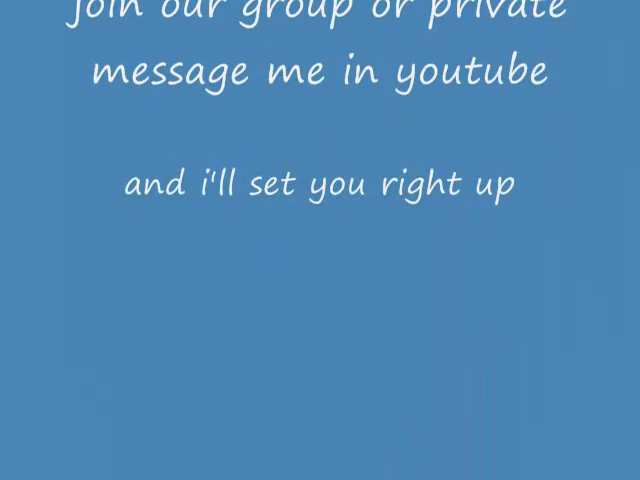 join our group or private
message me in youtube
and i'll set you right up